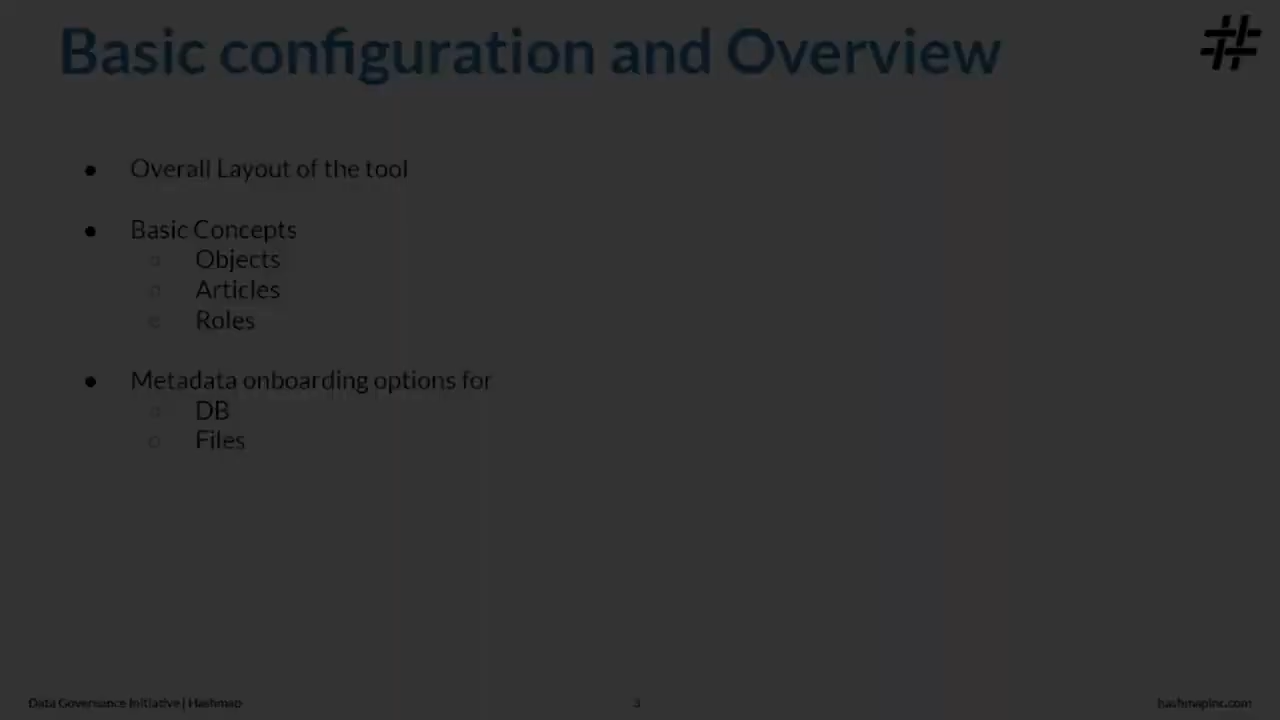 Basic configuration and Overview
● Overall Layout of the tool
● Basic Concepts
○ Objects
○ Articles
○ Roles
● Metadata onboarding options for
○ DB
○ Files
Data Governance Initiative | Hashmap
3
hashmapinc.com